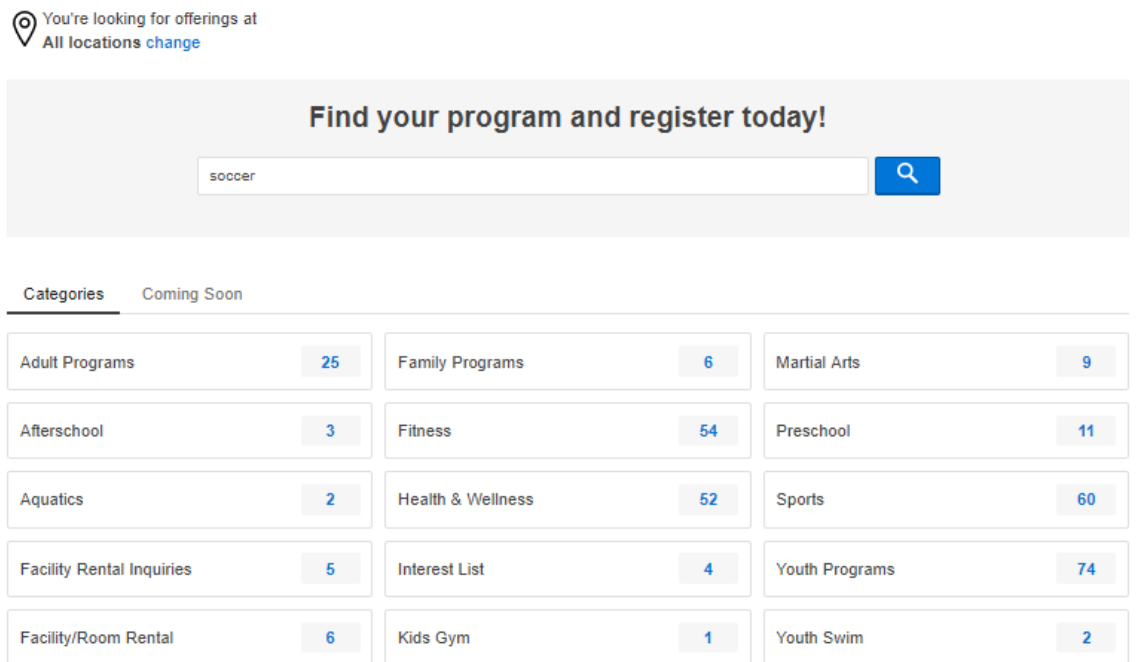 You're looking for offerings at
All locations change
Find your program and register today!
soccer
Categories Coming Soon
Adult Programs 25 Family Programs 6 Martial Arts 9
Afterschool 3 Fitness 54 Preschool 11
Aquatics 2 Health & Wellness 52 Sports 60
Facility Rental Inquiries 5 Interest List 4 Youth Programs 74
Facility/Room Rental 6 Kids Gym 1 Youth Swim 2